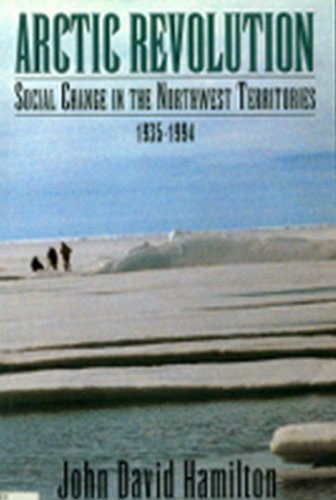 ARCTIC REVOLUTION
SOCIAL CHANGE IN THE NORTHWEST TERRITORIES
1935-1994
John David Hamilton